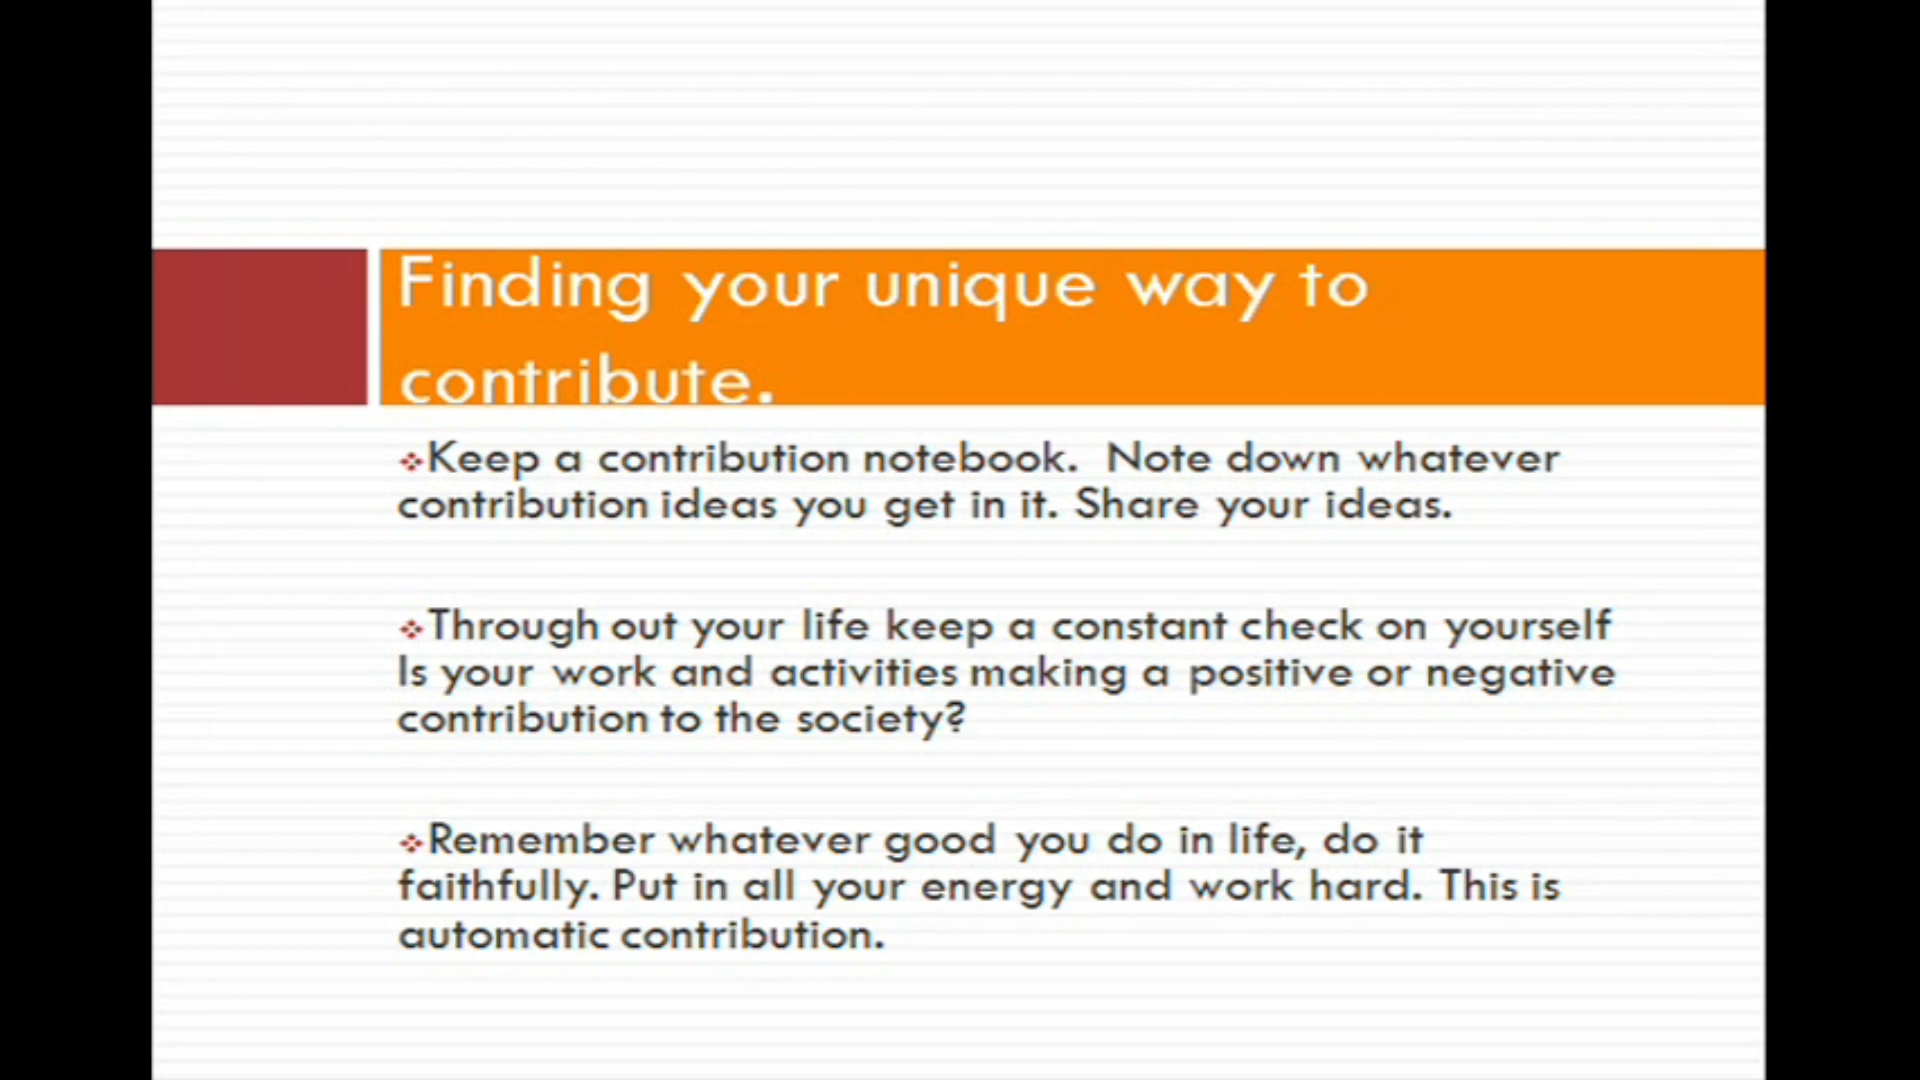 Finding your unique way to
contribute.
❖Keep a contribution notebook. Note down whatever
contribution ideas you get in it. Share your ideas.
❖Through out your life keep a constant check on yourself
Is your work and activities making a positive or negative
contribution to the society?
❖Remember whatever good you do in life, do it
faithfully. Put in all your energy and work hard. This is
automatic contribution.